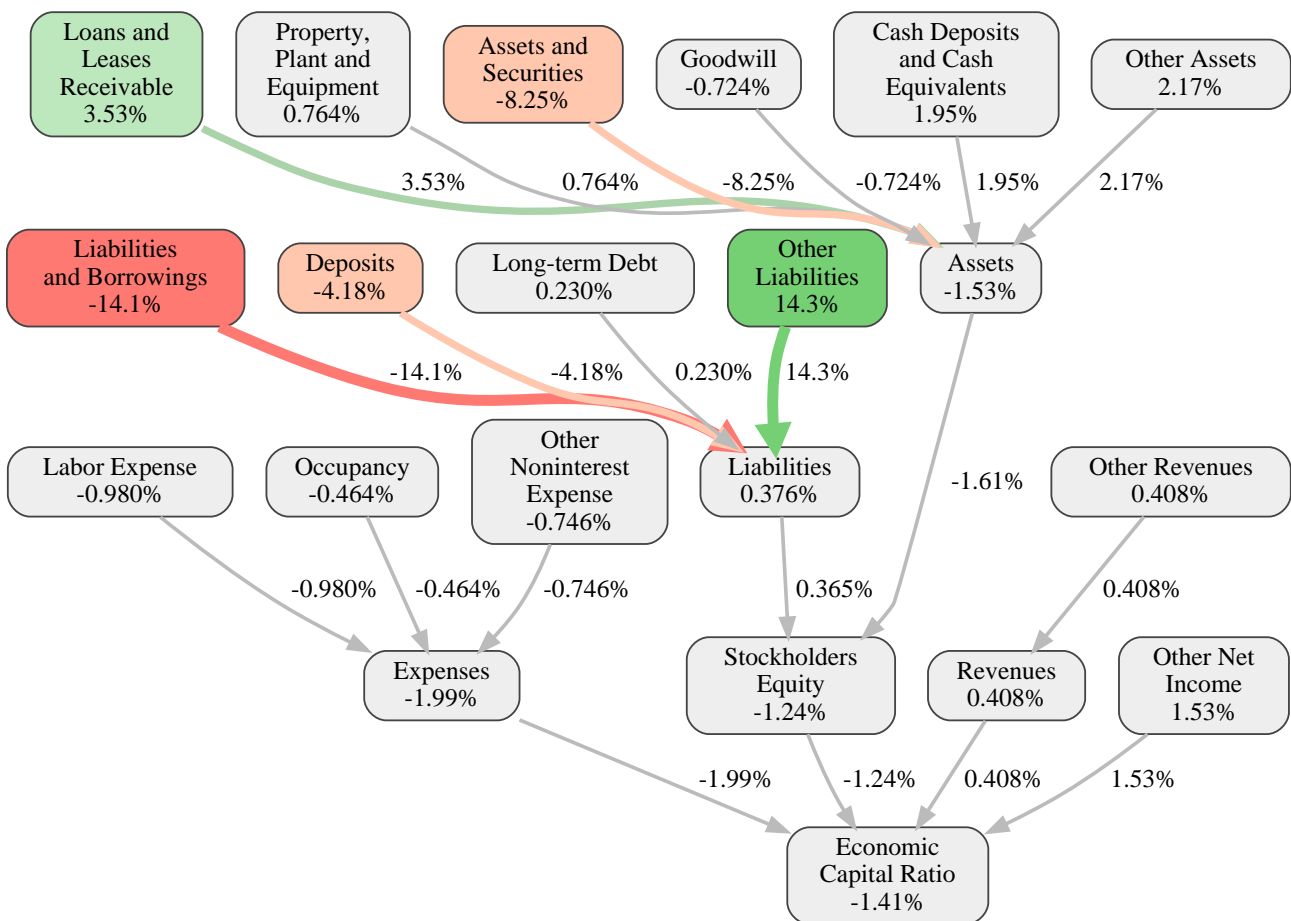 Loans and
Leases
Receivable
3.53%
Property,
Plant and
Equipment
0.764%
Assets and
Securities
-8.25%
Goodwill
-0.724%
Cash Deposits
and Cash
Equivalents
1.95%
Other Assets
2.17%
3.53%
0.764%
-8.25%
-0.724%
1.95%
2.17%
Liabilities
and Borrowings
-14.1%
Deposits
-4.18%
Long-term Debt
0.230%
Other
Liabilities
14.3%
Assets
-1.53%
-14.1%
-4.18%
0.230%
14.3%
Labor Expense
-0.980%
Occupancy
-0.464%
Other
Noninterest
Expense
-0.746%
Liabilities
0.376%
-1.61%
Other Revenues
0.408%
-0.980%
-0.464%
-0.746%
0.365%
0.408%
Expenses
-1.99%
Stockholders
Equity
-1.24%
Revenues
0.408%
Other Net
Income
1.53%
-1.99%
-1.24%
0.408%
1.53%
Economic
Capital Ratio
-1.41%